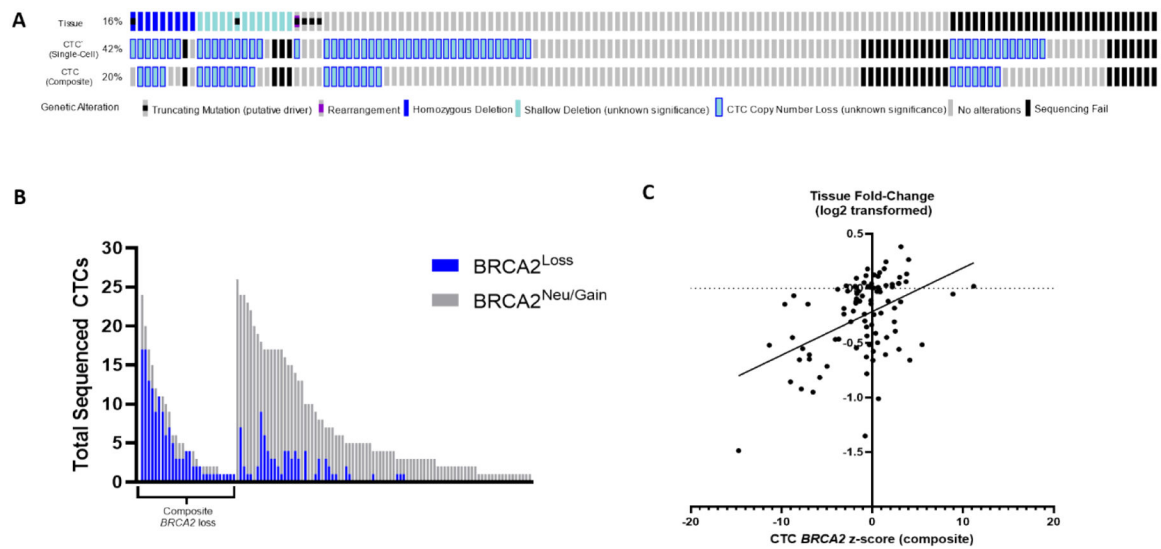 A
Tissue 16%
CTC
(Single-Cell) 42%
CTC
(Composite) 20%
Genetic Alteration Truncating Mutation (putative driver) Rearrangement Homozygous Deletion Shallow Deletion (unknown significance) CTC Copy Number Loss (unknown significance) No alterations Sequencing Fail
B
Total Sequenced CTCs
30
25
20
15
10
5
0
BRCA2Loss
BRCA2Neu/Gain
Composite
BRCA2 loss
C
Tissue Fold-Change
(log2 transformed)
0.5
0.0
-0.5
-1.0
-1.5
-20 -10 0 10 20
CTC BRCA2 z-score (composite)